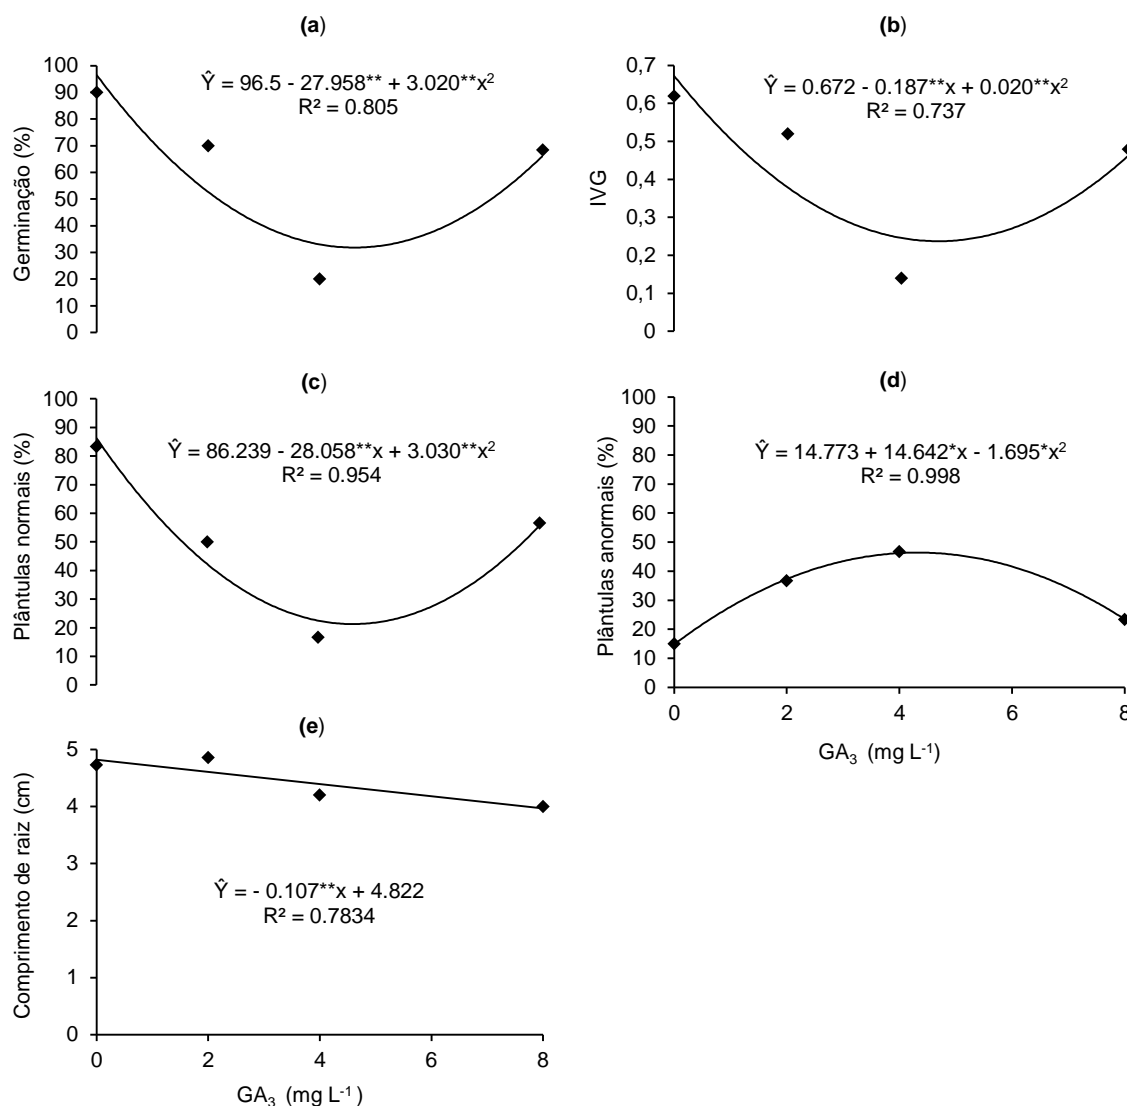 (a)
Ŷ = 96.5 - 27.958** + 3.020**x²
R² = 0.805
Germinação (%)
100
90
80
70
60
50
40
30
20
10
0
(b)
Ŷ = 0.672 - 0.187**x + 0.020**x²
R² = 0.737
IVG
0,7
0,6
0,5
0,4
0,3
0,2
0,1
0
(c)
Ŷ = 86.239 - 28.058**x + 3.030**x²
R² = 0.954
Plântulas normais (%)
100
90
80
70
60
50
40
30
20
10
0
(d)
Ŷ = 14.773 + 14.642*x - 1.695*x²
R² = 0.998
Plântulas anormais (%)
100
90
80
70
60
50
40
30
20
10
0
0 2 4 6 8
GA₃ (mg L⁻¹)
(e)
Comprimento de raiz (cm)
5
4
3
2
1
0
Ŷ = - 0.107**x + 4.822
R² = 0.7834
0 2 4 6 8
GA₃ (mg L⁻¹)